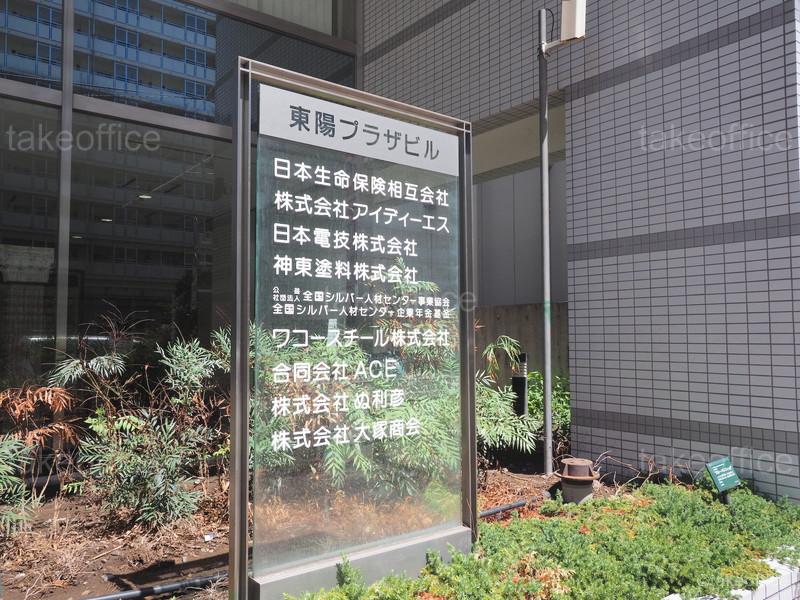 東陽プラザビル
日本生命保険相互会社
株式会社アイディーエス
日本電技株式会社
神東塗料株式会社
公益社団法人 全国シルバー人材センター事業協会
全国シルバー人材センター企業年金基金
ワコースチール株式会社
合同会社 ACE
株式会社 ぬ利彦
株式会社 大塚商会
takeoffice
takeoffice
takeoffice
takeoffice
takeoffice
takeoffice